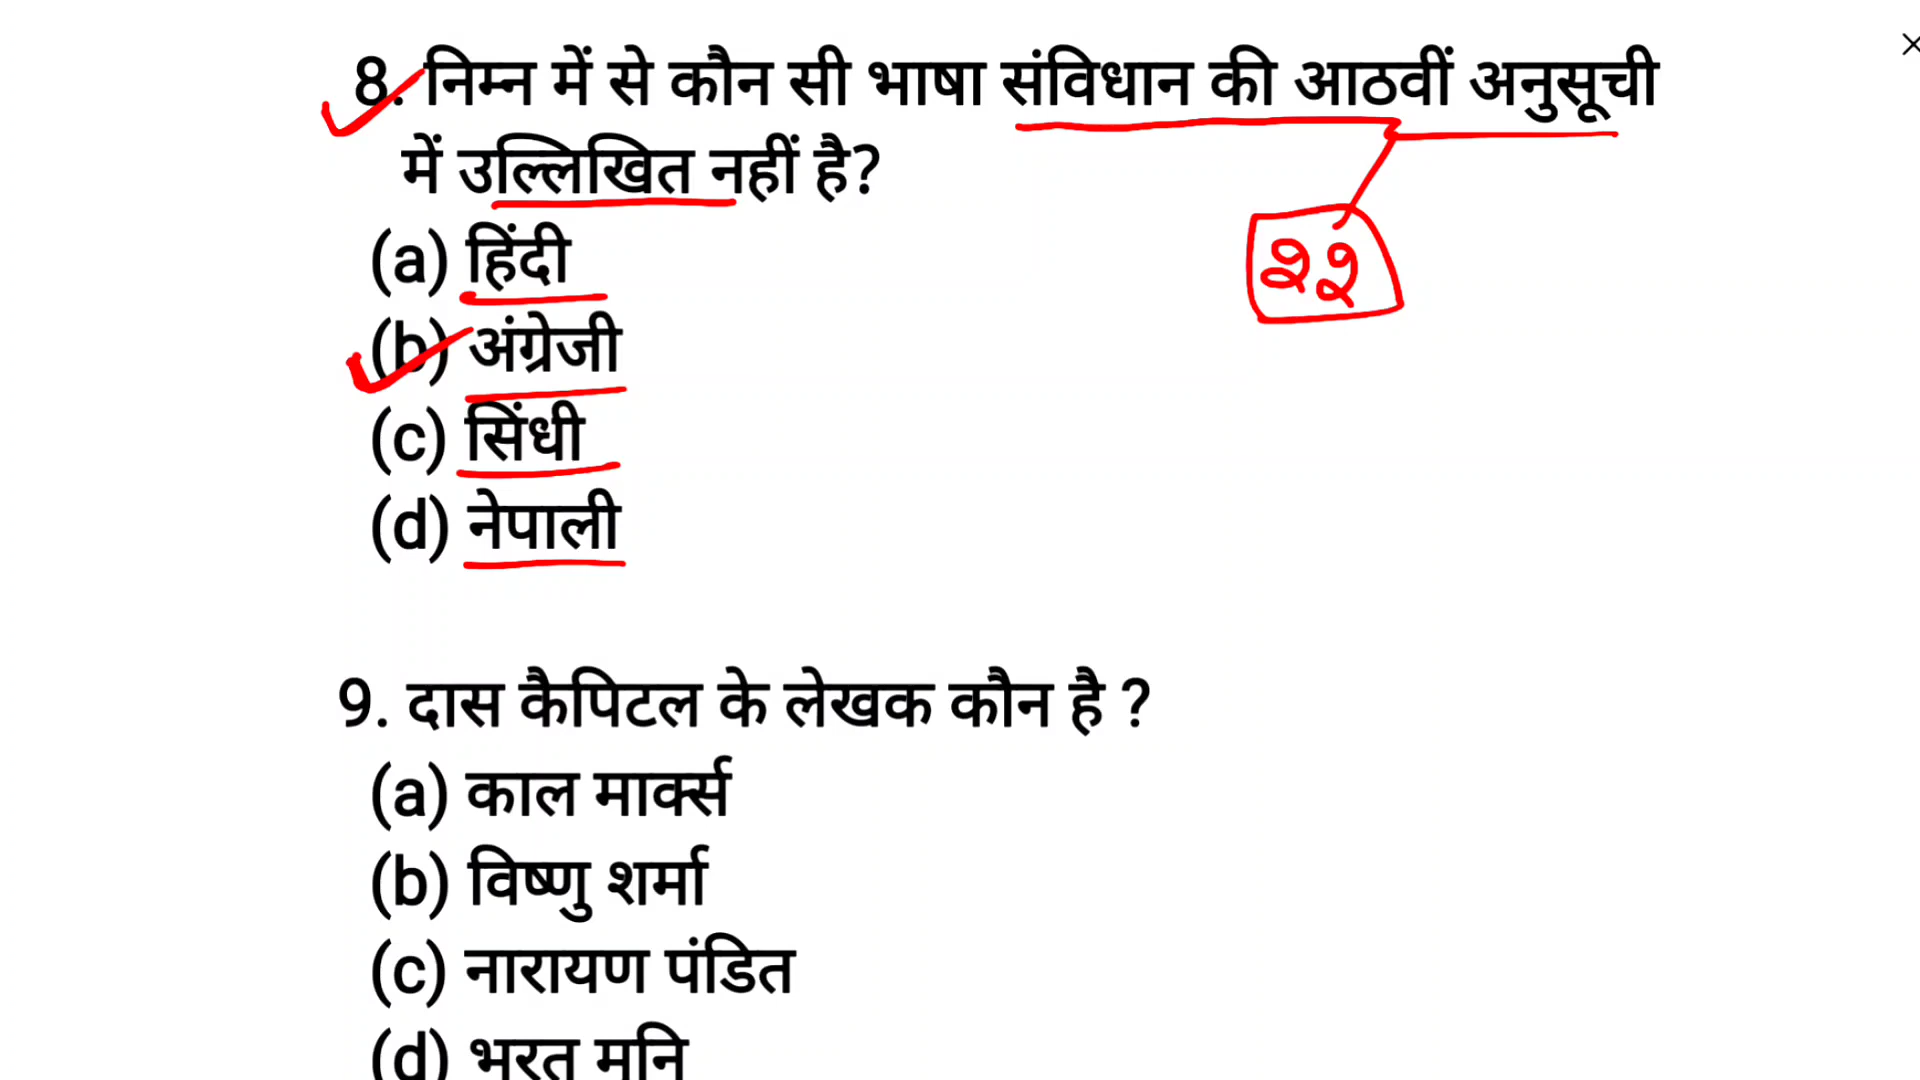 8. निम्न में से कौन सी भाषा संविधान की आठवीं अनुसूची
में उल्लिखित नहीं है?
२२
(a) हिंदी
(b) अंग्रेजी
(c) सिंधी
(d) नेपाली
9. दास कैपिटल के लेखक कौन है ?
(a) काल मार्क्स
(b) विष्णु शर्मा
(c) नारायण पंडित
(d) भरत मुनि